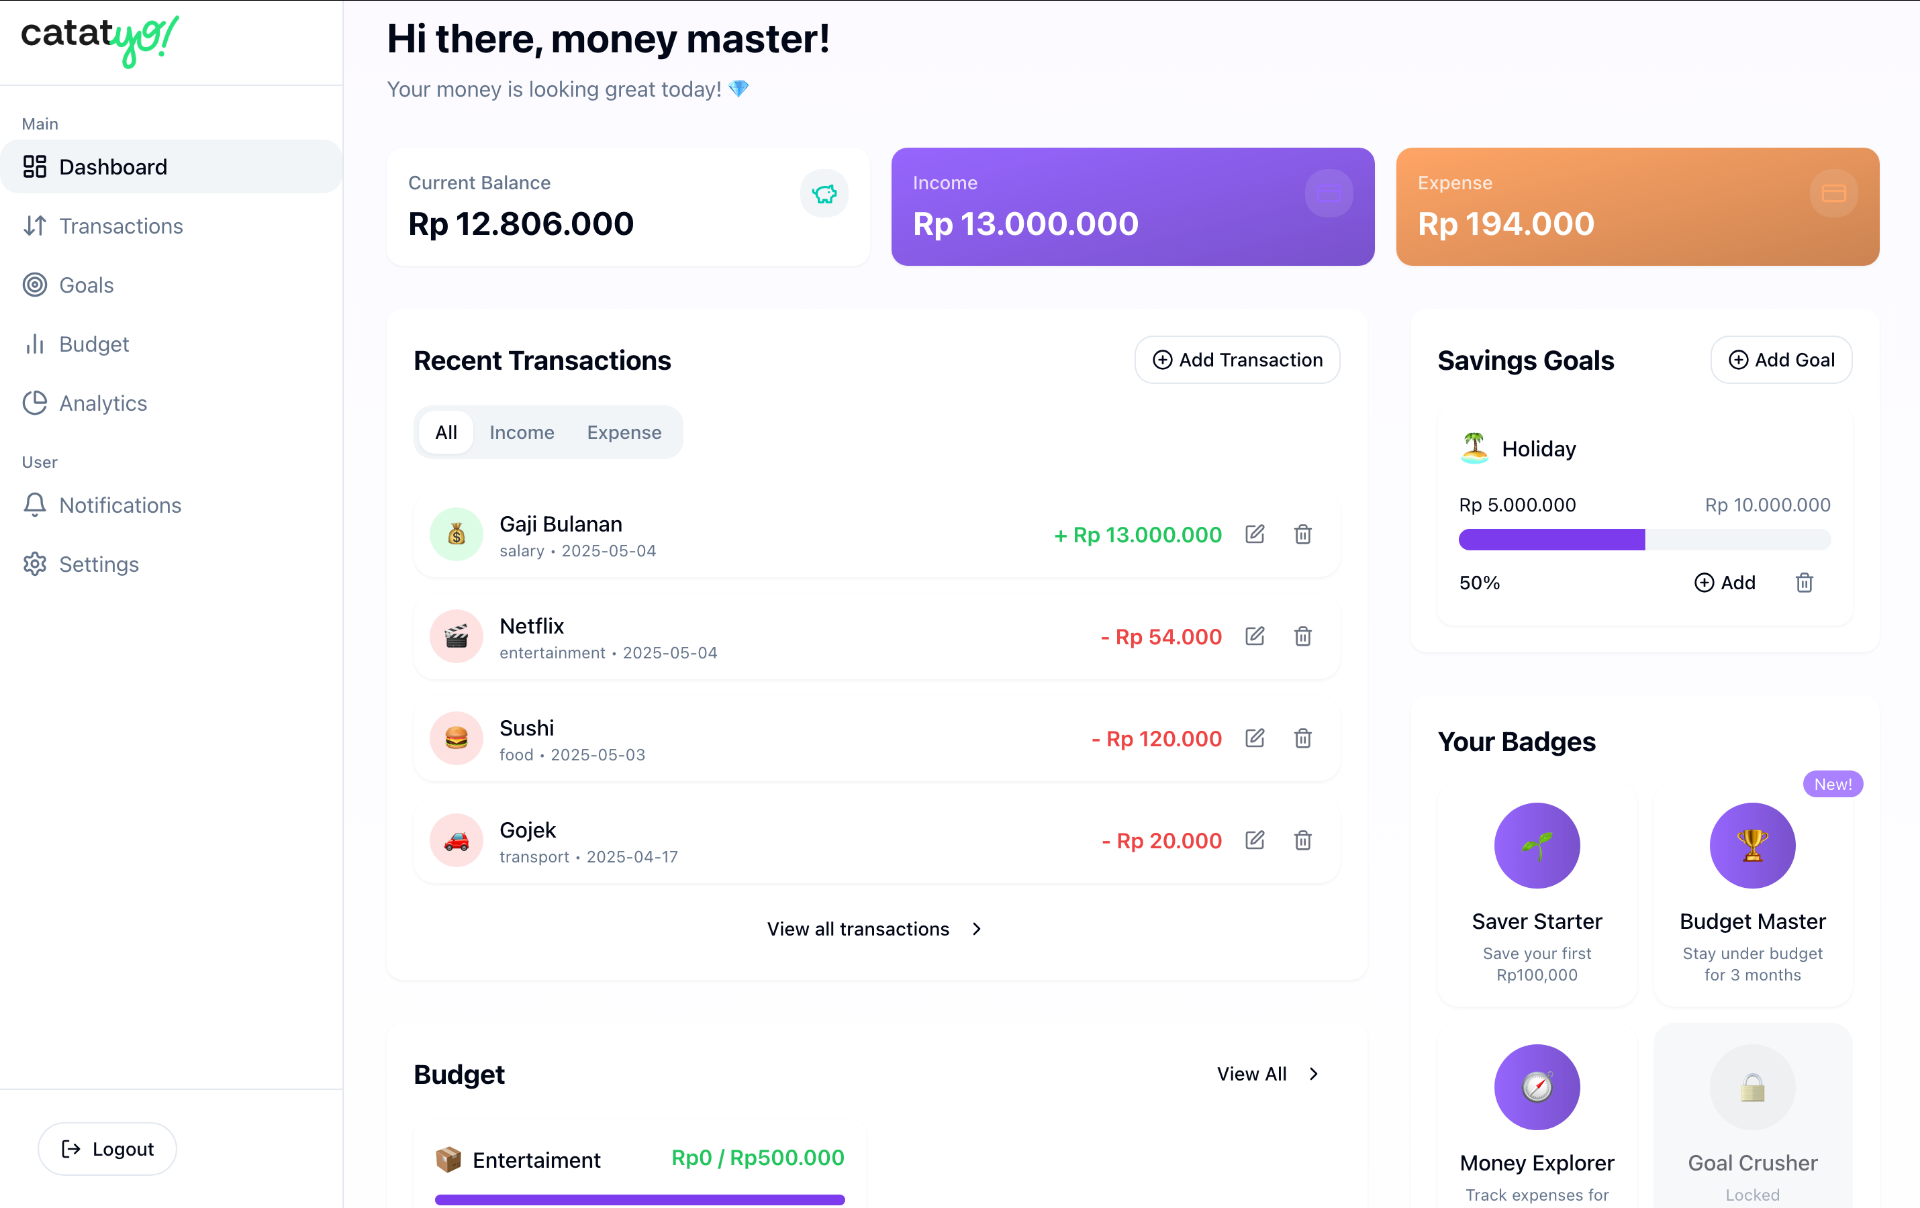 catatyo!
Main
Dashboard
Transactions
Goals
Budget
Analytics
User
Notifications
Settings
Logout
Hi there, money master!
Your money is looking great today! 💎
Current Balance
Rp 12.806.000
Income
Rp 13.000.000
Expense
Rp 194.000
Recent Transactions
Add Transaction
All Income Expense
Gaji Bulanan
salary • 2025-05-04
+ Rp 13.000.000
Netflix
entertainment • 2025-05-04
- Rp 54.000
Sushi
food • 2025-05-03
- Rp 120.000
Gojek
transport • 2025-04-17
- Rp 20.000
View all transactions
Budget
View All
Entertaiment
Rp0 / Rp500.000
Savings Goals
Add Goal
Holiday
Rp 5.000.000
Rp 10.000.000
50%
Add
Your Badges
Saver Starter
Save your first
Rp100,000
New!
Budget Master
Stay under budget
for 3 months
Money Explorer
Track expenses for
Goal Crusher
Locked